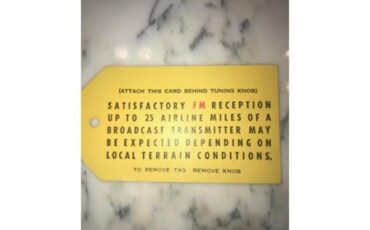 (ATTACH THIS CARD BEHIND TUNING KNOB)
SATISFACTORY FM RECEPTION
UP TO 25 AIRLINE MILES OF A
BROADCAST TRANSMITTER MAY
BE EXPECTED DEPENDING ON
LOCAL TERRAIN CONDITIONS.
TO REMOVE TAG REMOVE KNOB